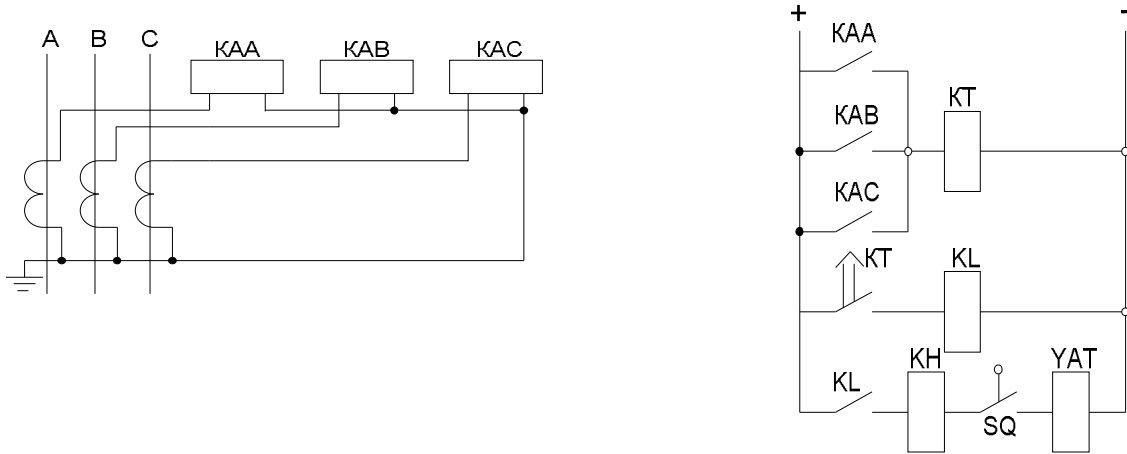 A B C KAA KAB KAC
+ -
KAA
KAB KT
KAC
KT KL
KL KH YAT
SQ